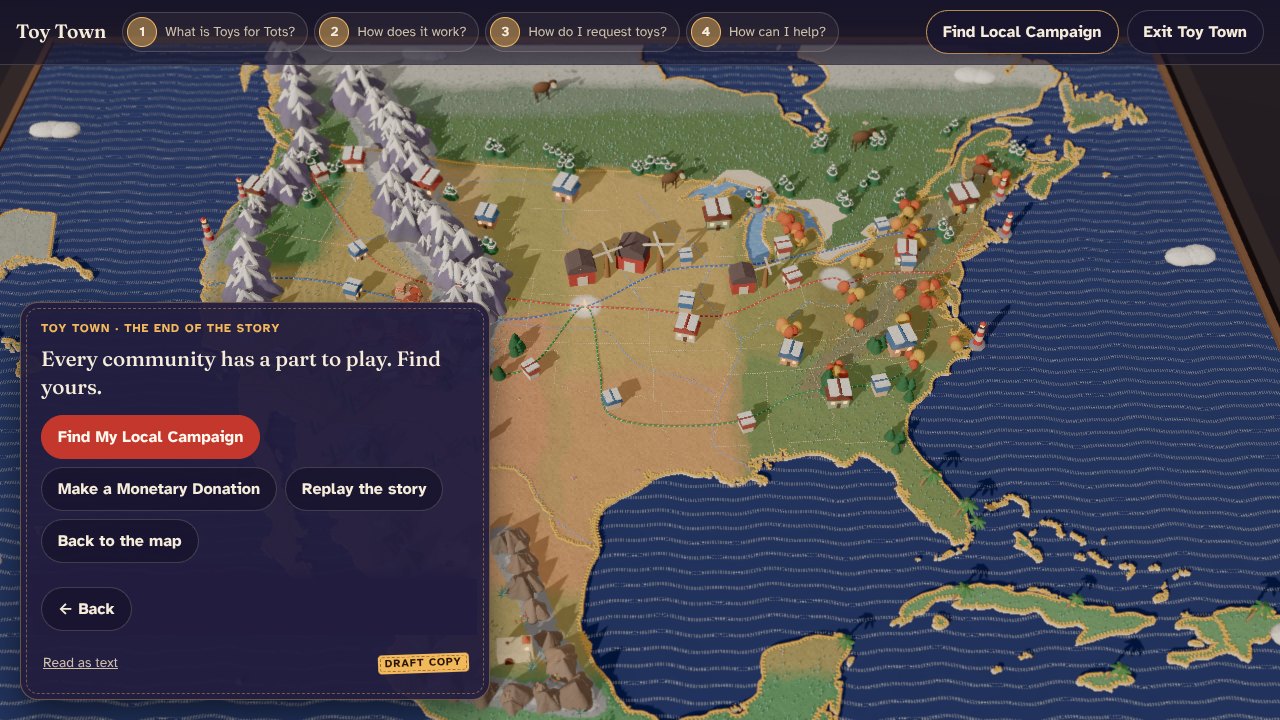 Toy Town
1 What is Toys for Tots?
2 How does it work?
3 How do I request toys?
4 How can I help?
Find Local Campaign
Exit Toy Town
TOY TOWN · THE END OF THE STORY
Every community has a part to play. Find
yours.
Find My Local Campaign
Make a Monetary Donation
Replay the story
Back to the map
← Back
Read as text
DRAFT COPY